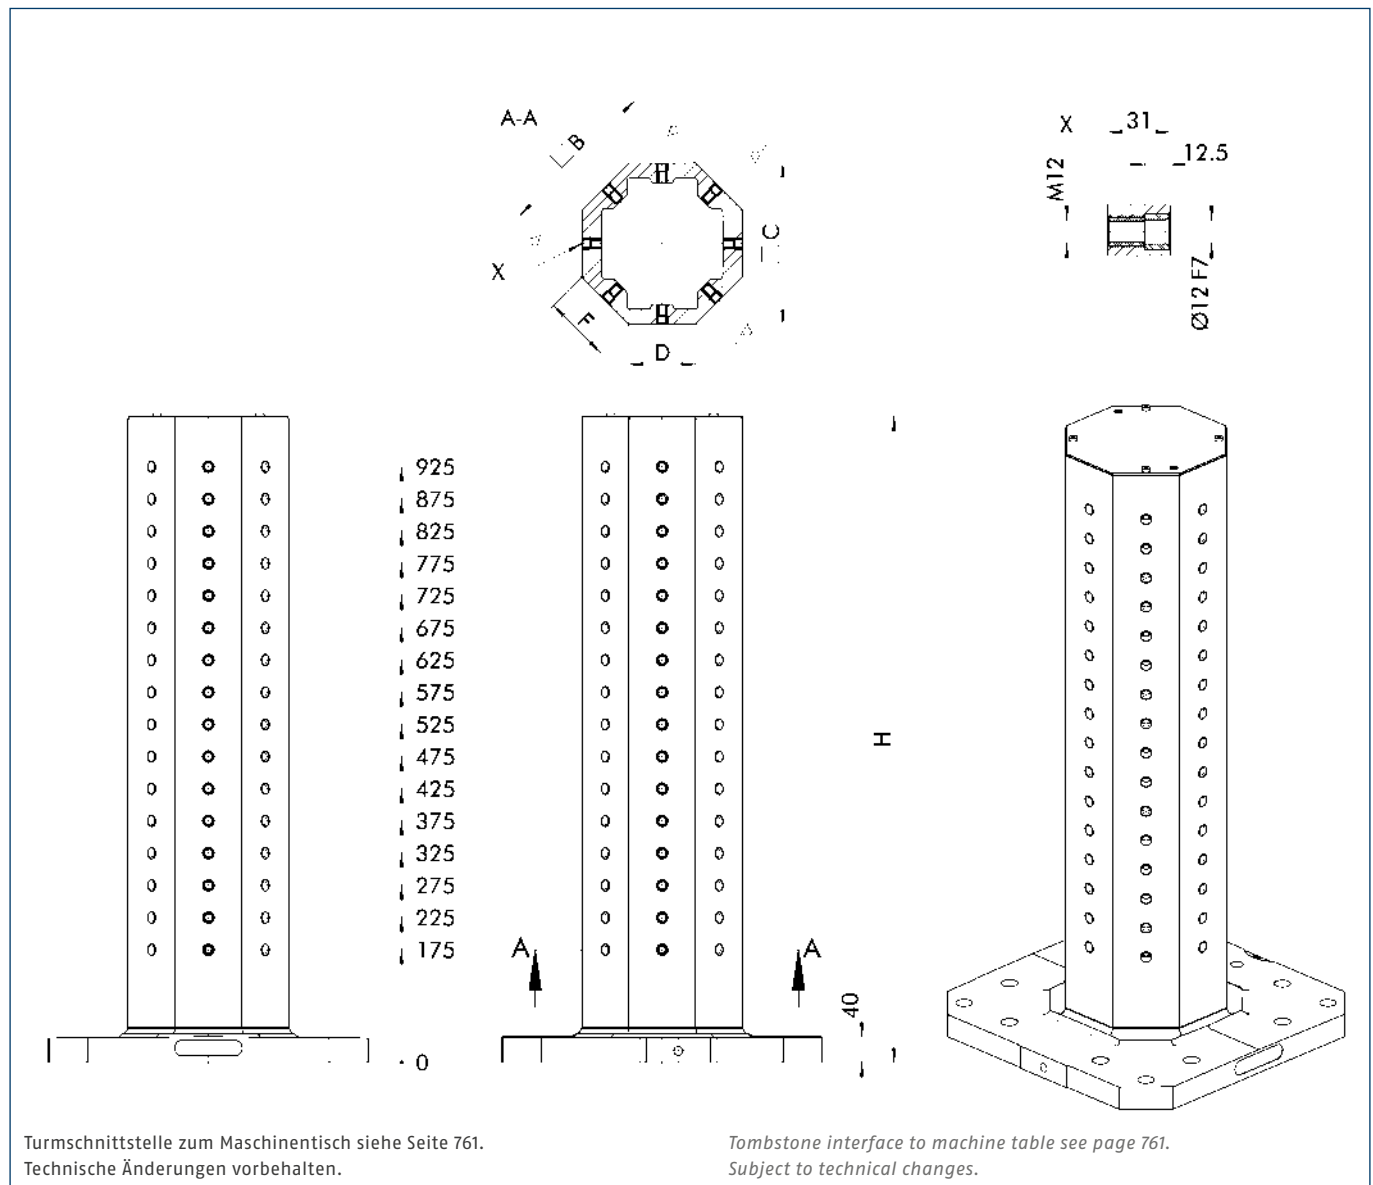 A-A
B
C
X
F
D
X
31
12.5
M12
Ø12 F7
925
875
825
775
725
675
625
575
525
475
425
375
325
275
225
175
0
A
A
H
40
Turmschnittstelle zum Maschinentisch siehe Seite 761.
Technische Änderungen vorbehalten.
Tombstone interface to machine table see page 761.
Subject to technical changes.